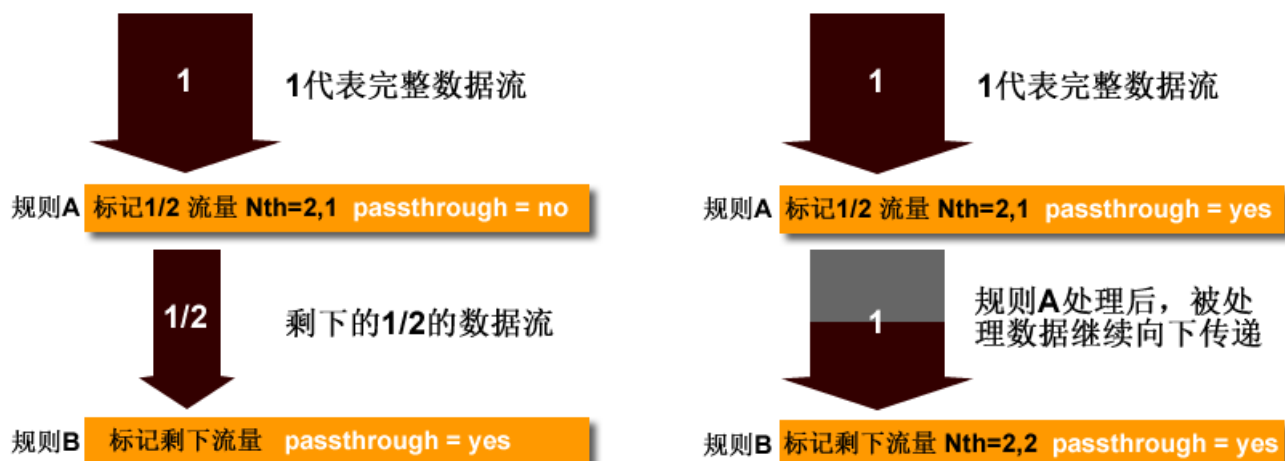 1
1代表完整数据流
规则A 标记1/2 流量 Nth=2,1 passthrough = no
1/2
剩下的1/2的数据流
规则B 标记剩下流量 passthrough = yes
1
1代表完整数据流
规则A 标记1/2 流量 Nth=2,1 passthrough = yes
1
规则A处理后，被处
理数据继续向下传递
规则B 标记剩下流量 Nth=2,2 passthrough = yes